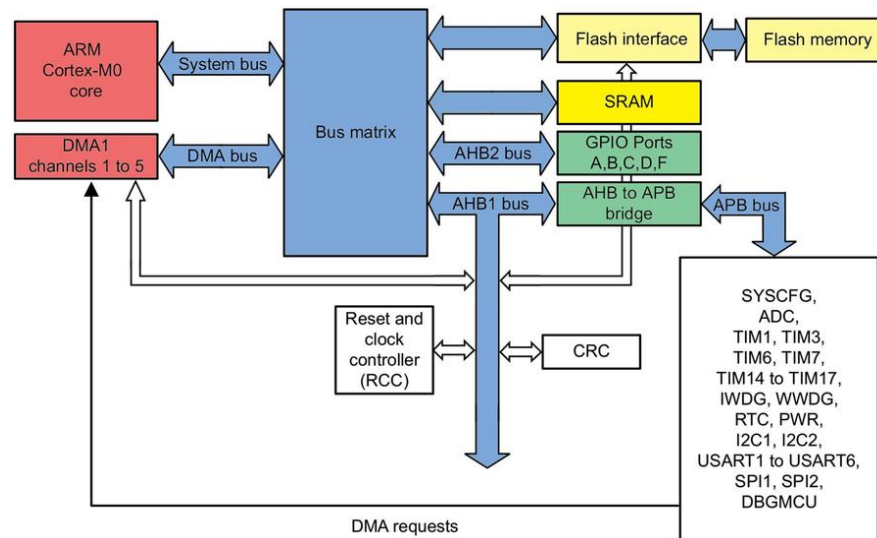 ARM
Cortex-M0
core
System bus
Bus matrix
Flash interface
Flash memory
SRAM
DMA1
channels 1 to 5
DMA bus
AHB2 bus
GPIO Ports
A,B,C,D,F
AHB1 bus
AHB to APB
bridge
APB bus
Reset and
clock
controller
(RCC)
CRC
SYSCFG,
ADC,
TIM1, TIM3,
TIM6, TIM7,
TIM14 to TIM17,
IWDG, WWDG,
RTC, PWR,
I2C1, I2C2,
USART1 to USART6,
SPI1, SPI2,
DBGMCU
DMA requests